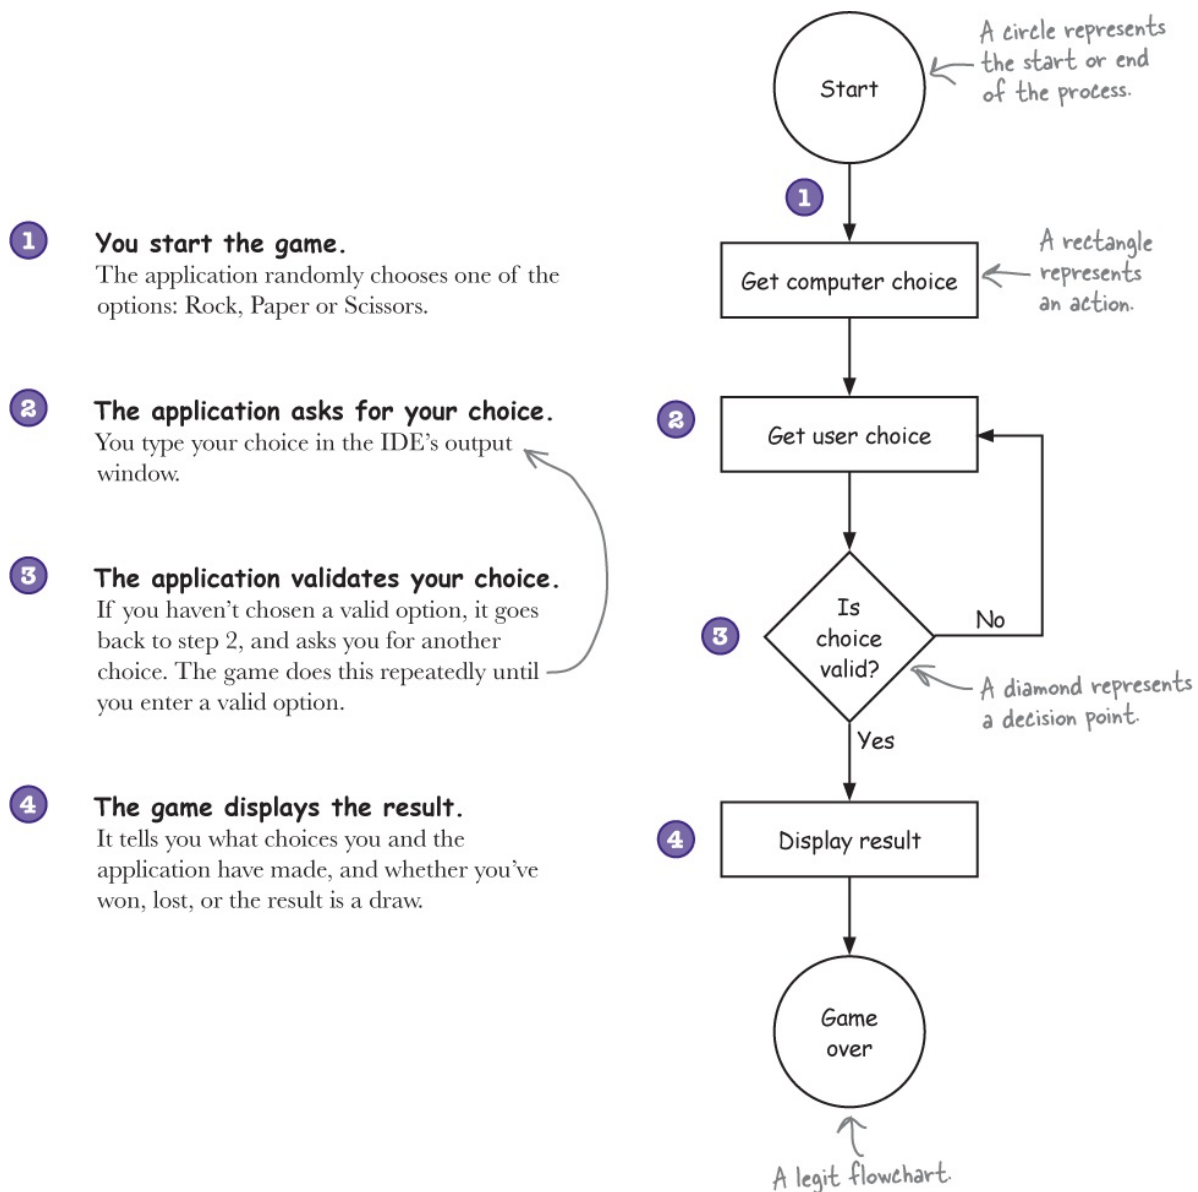 1
You start the game.
The application randomly chooses one of the
options: Rock, Paper or Scissors.
2
The application asks for your choice.
You type your choice in the IDE's output
window.
3
The application validates your choice.
If you haven't chosen a valid option, it goes
back to step 2, and asks you for another
choice. The game does this repeatedly until
you enter a valid option.
4
The game displays the result.
It tells you what choices you and the
application have made, and whether you've
won, lost, or the result is a draw.
Start
A circle represents
the start or end
of the process.
1
Get computer choice
A rectangle
represents
an action.
2
Get user choice
3
Is
choice
valid?
No
A diamond represents
a decision point.
Yes
4
Display result
Game
over
A legit flowchart.